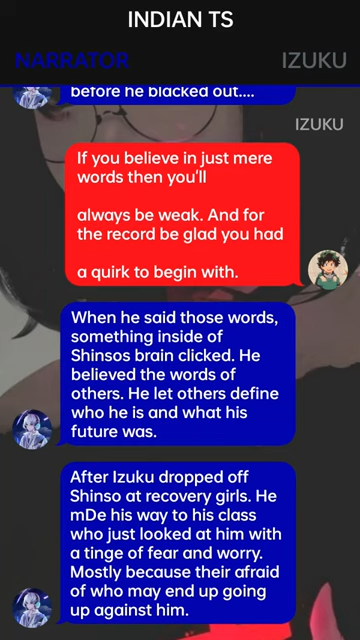 INDIAN TS
NARRATOR
IZUKU
before he blacked out....
IZUKU
If you believe in just mere
words then you'll
always be weak. And for
the record be glad you had
a quirk to begin with.
When he said those words,
something inside of
Shinsos brain clicked. He
believed the words of
others. He let others define
who he is and what his
future was.
After Izuku dropped off
Shinso at recovery girls. He
mDe his way to his class
who just looked at him with
a tinge of fear and worry.
Mostly because their afraid
of who may end up going
up against him.